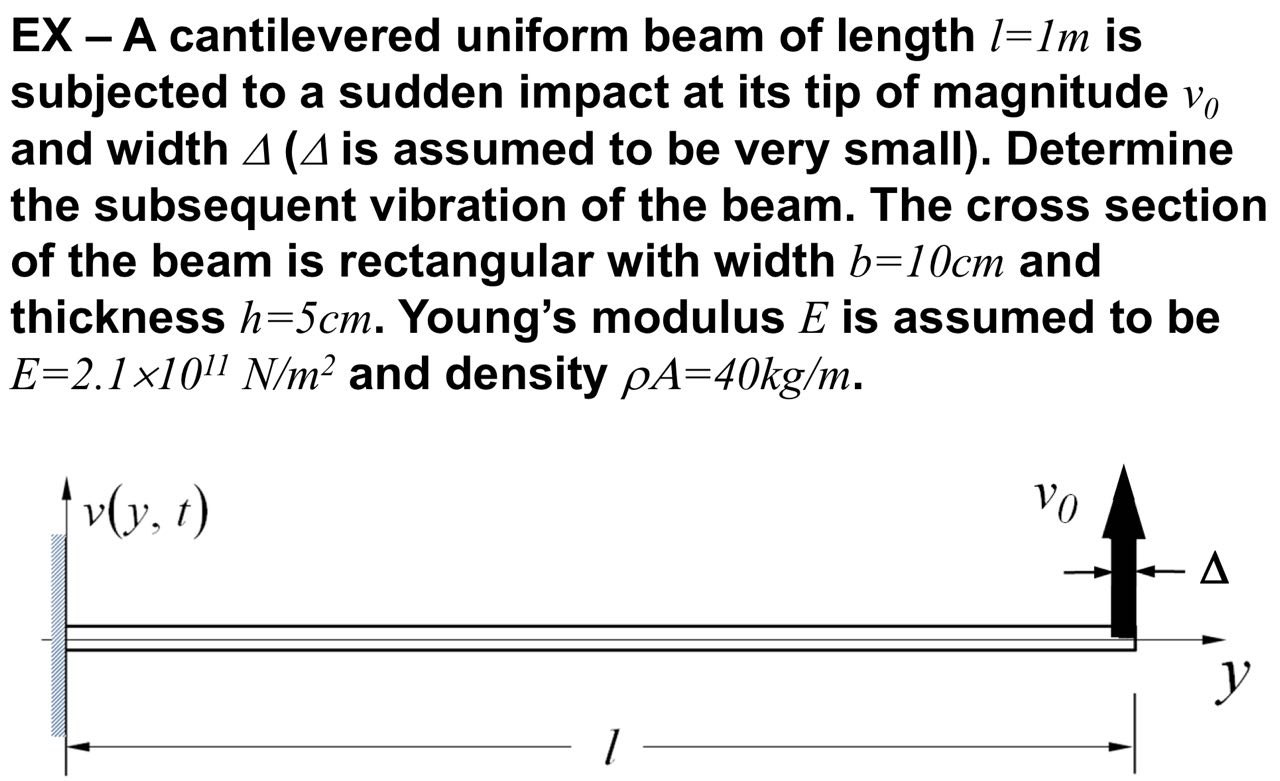 EX – A cantilevered uniform beam of length l=1m is
subjected to a sudden impact at its tip of magnitude v₀
and width Δ (Δ is assumed to be very small). Determine
the subsequent vibration of the beam. The cross section
of the beam is rectangular with width b=10cm and
thickness h=5cm. Young’s modulus E is assumed to be
E=2.1×10¹¹ N/m² and density ρA=40kg/m.
v(y, t)
v₀
Δ
y
l